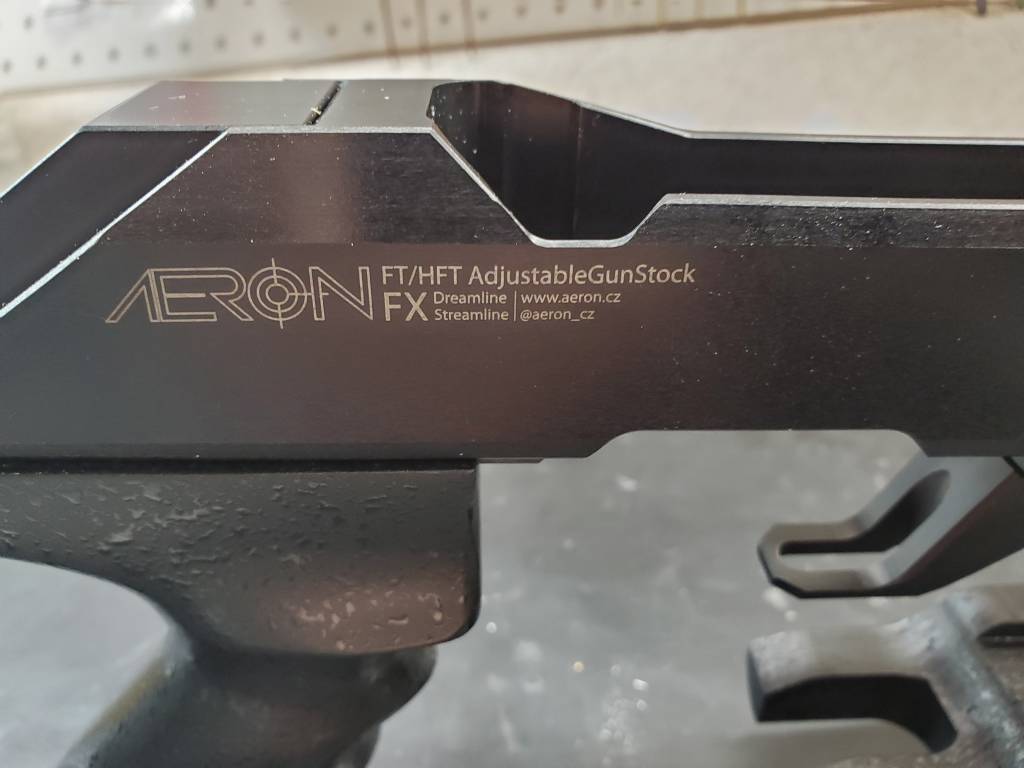 AERON
FT/HFT AdjustableGunStock
FX
Dreamline | www.aeron.cz
Streamline | @aeron_cz